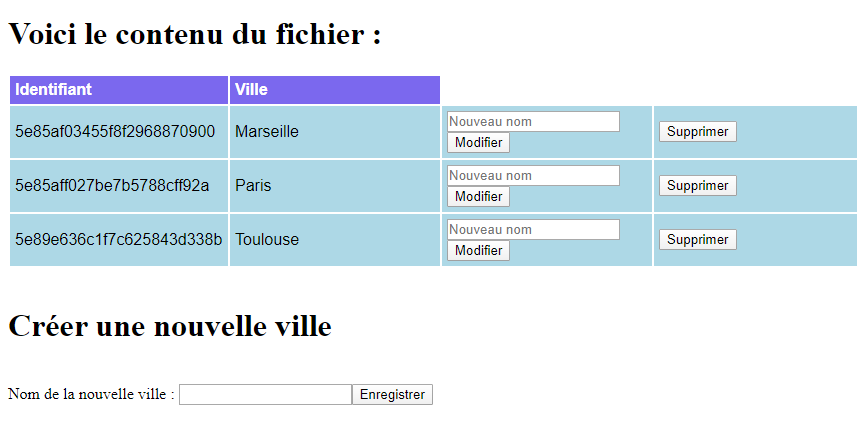 Voici le contenu du fichier :
Identifiant Ville
5e85af03455f8f2968870900 Marseille Nouveau nom Supprimer
Modifier
5e85aff027be7b5788cff92a Paris Nouveau nom Supprimer
Modifier
5e89e636c1f7c625843d338b Toulouse Nouveau nom Supprimer
Modifier
Créer une nouvelle ville
Nom de la nouvelle ville : Enregistrer